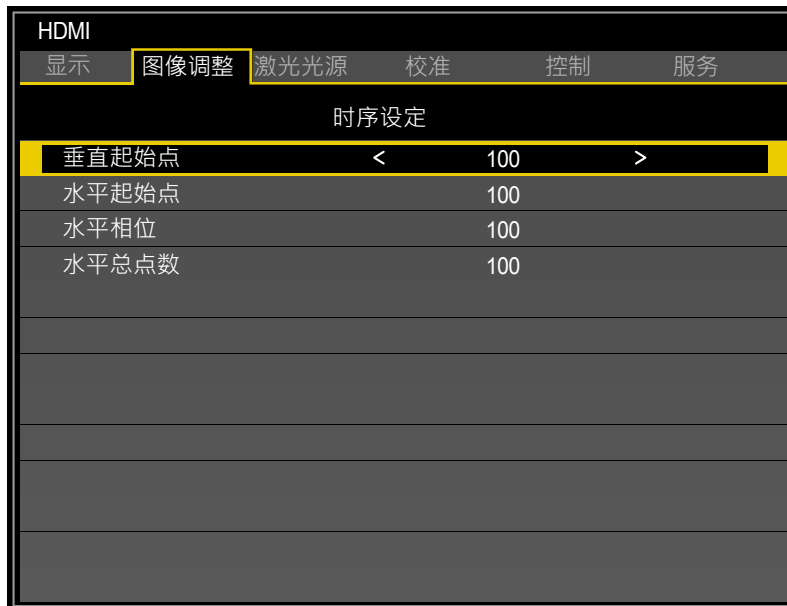 HDMI
显示 图像调整 激光光源 校准 控制 服务
时序设定
垂直起始点 < 100 >
水平起始点 100
水平相位 100
水平总点数 100